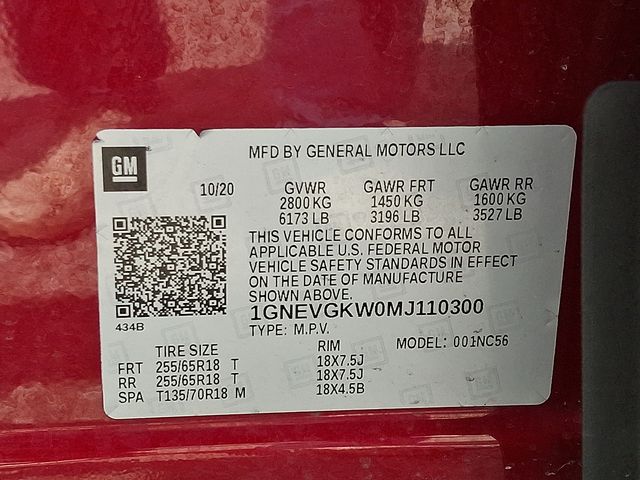 GM
MFD BY GENERAL MOTORS LLC
10/20 GVWR GAWR FRT GAWR RR
2800 KG 1450 KG 1600 KG
6173 LB 3196 LB 3527 LB
THIS VEHICLE CONFORMS TO ALL
APPLICABLE U.S. FEDERAL MOTOR
VEHICLE SAFETY STANDARDS IN EFFECT
ON THE DATE OF MANUFACTURE
SHOWN ABOVE.
1GNEVGKW0MJ110300
434B
TYPE: M.P.V. MODEL: 001NC56
TIRE SIZE RIM
FRT 255/65R18 T 18X7.5J
RR 255/65R18 T 18X7.5J
SPA T135/70R18 M 18X4.5B